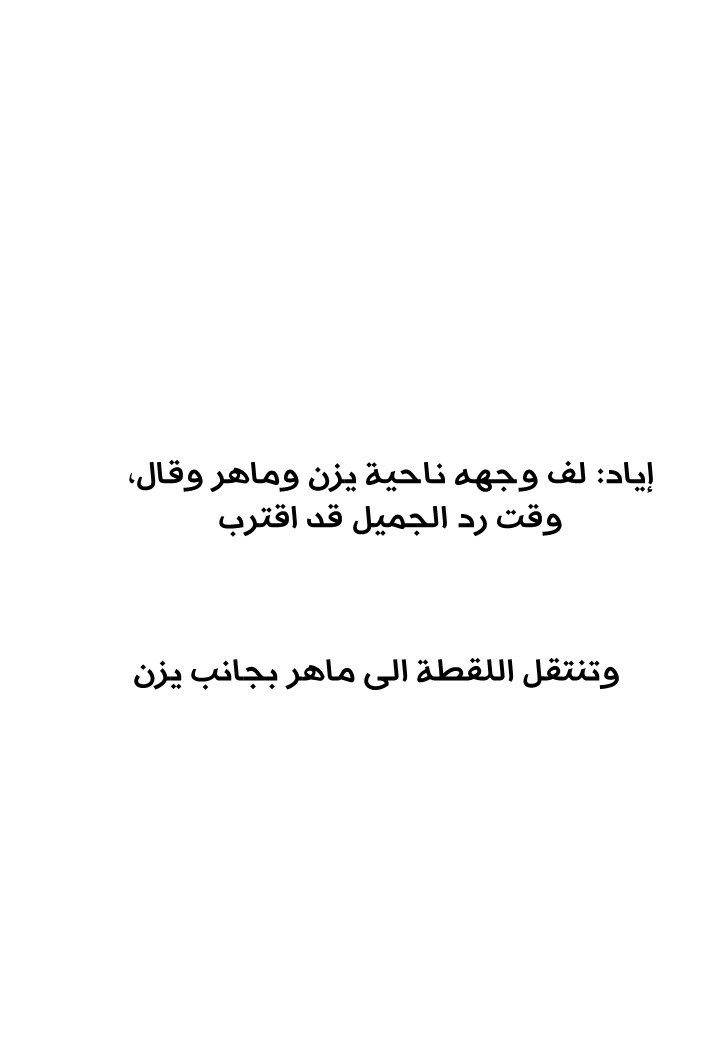 إياد: لف وجهه ناحية يزن وماهر وقال،
وقت رد الجميل قد اقترب
وتنتقل اللقطة الى ماهر بجانب يزن